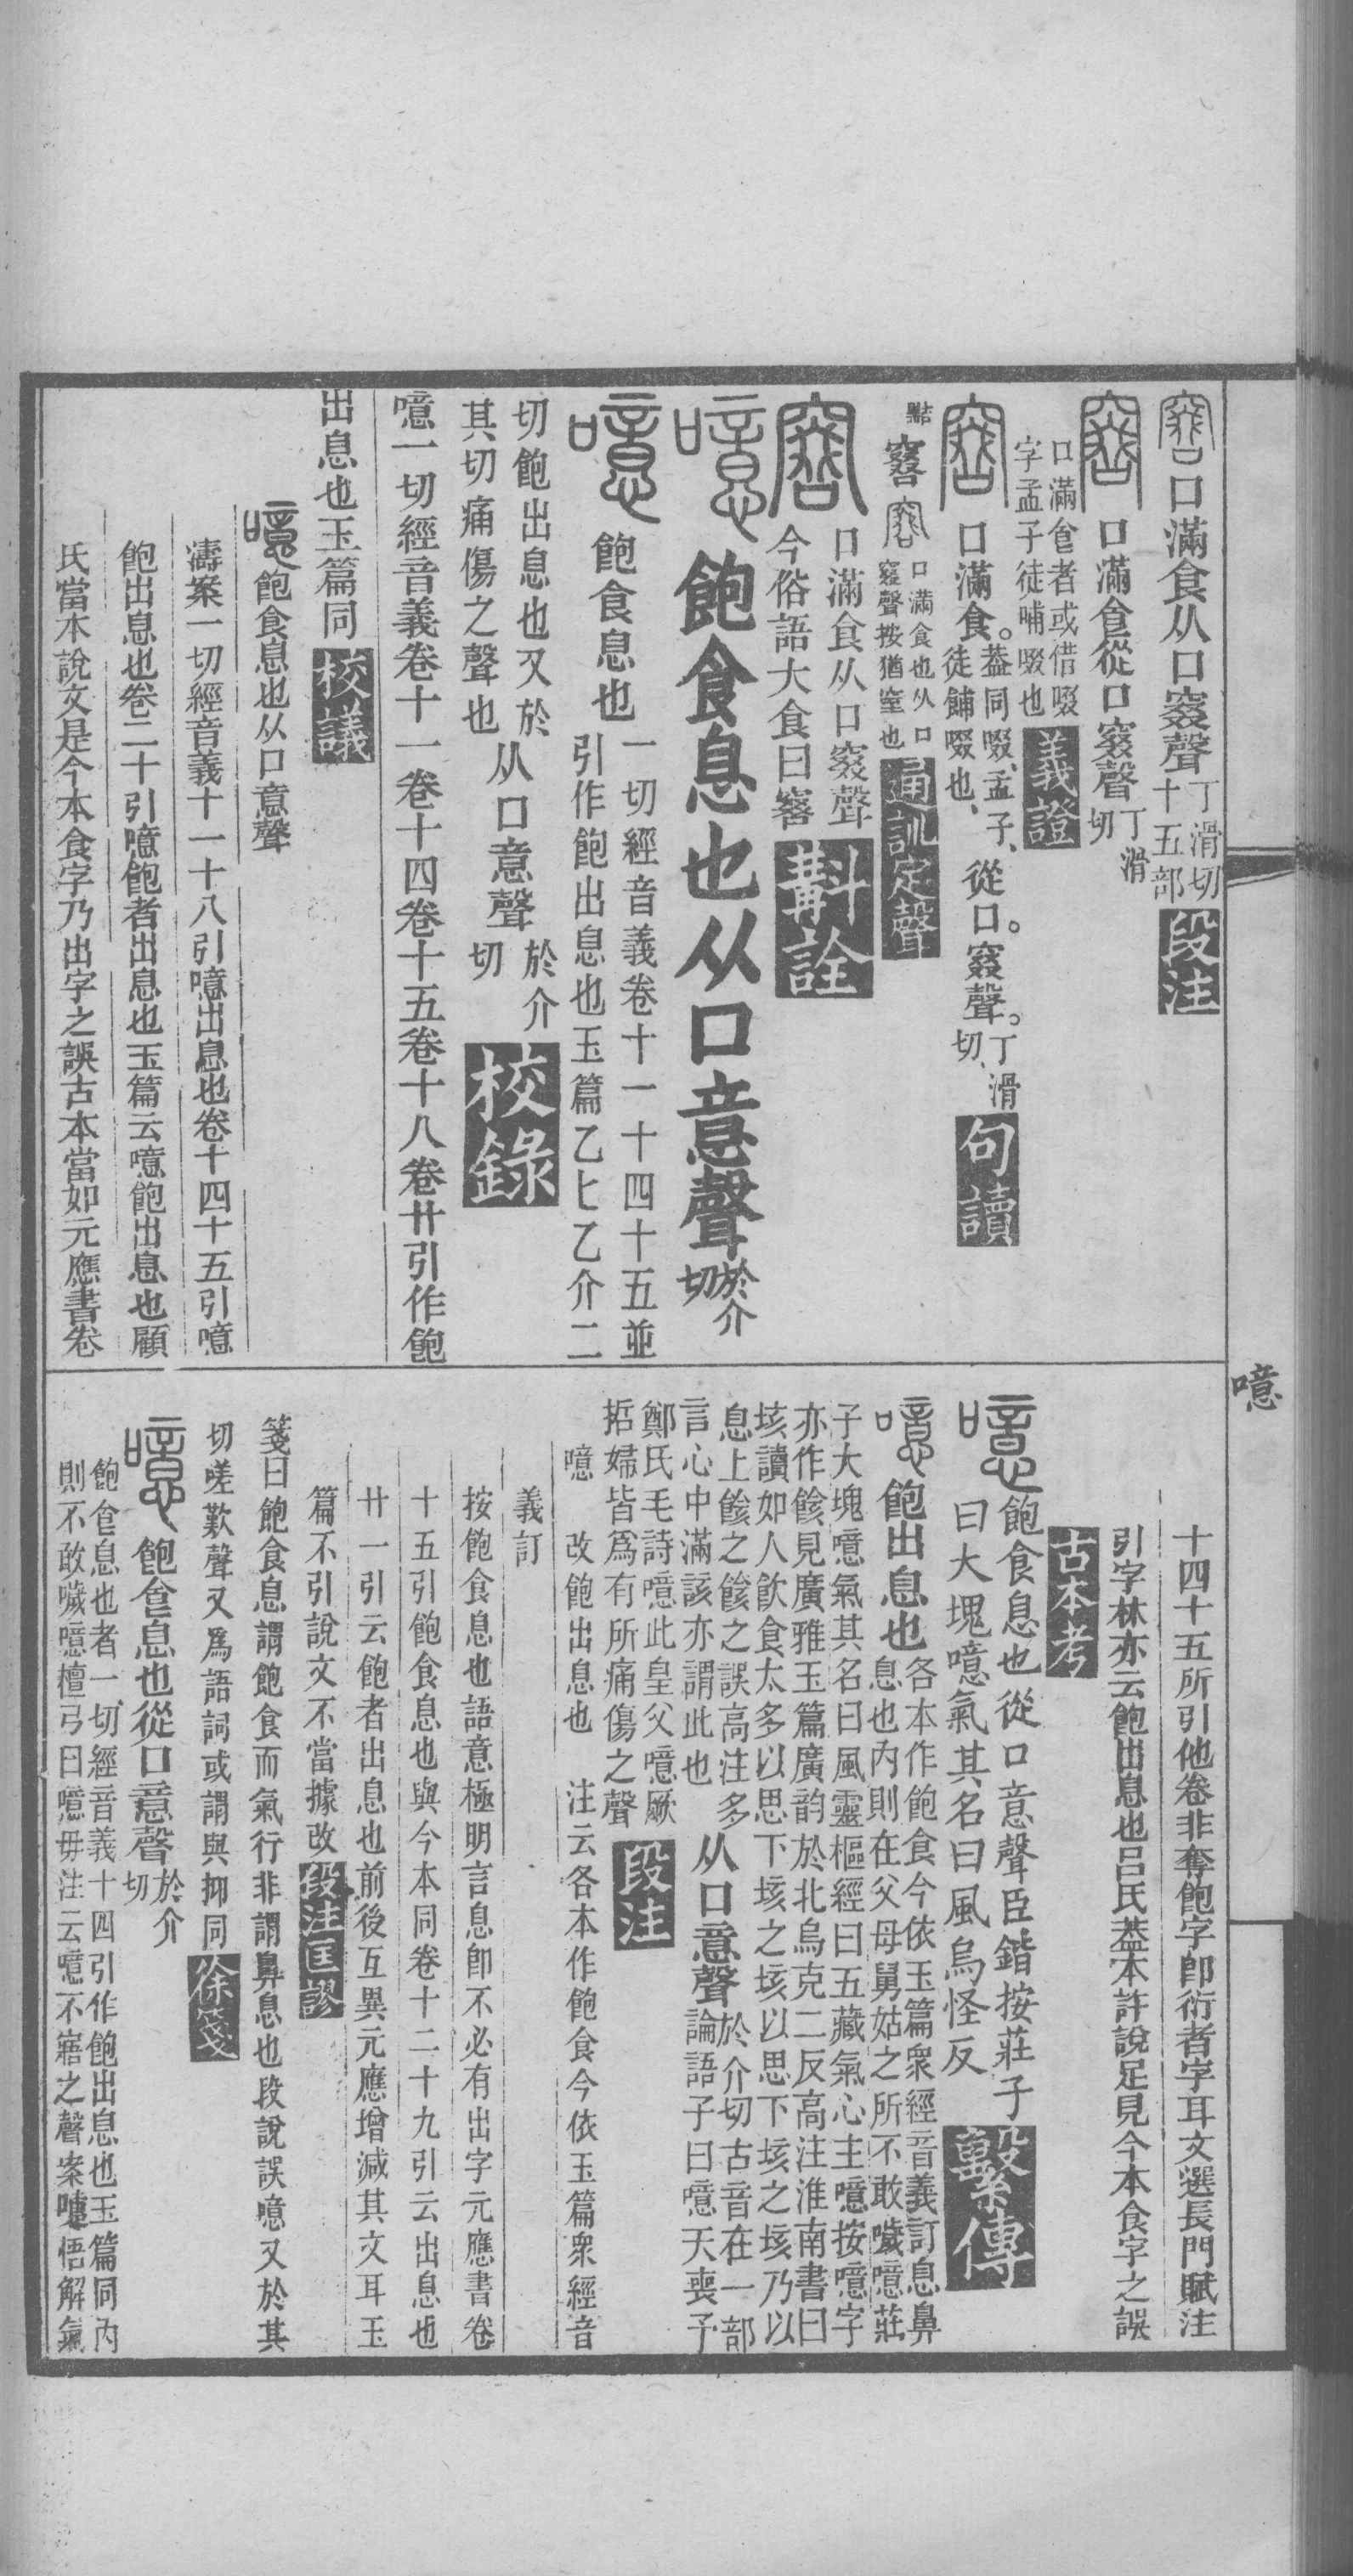 口滿食从口窡聲丁滑切十五部 段注
口滿𠊊從口窡聲丁滑切
口滿𠊊者或借啜字孟子徒哺啜也 義證
口滿食。蓋同啜、孟子、徒餔啜也、從口。窡聲。丁滑切、 句讀
口滿食也从口窡聲按猶窒也 通訓定聲
口滿食从口窡聲今俗語大食曰 斠詮
噫 飽食息也从口意聲於介切
飽食息也一切經音義卷十一十四十五並引作飽出息也玉篇乙匕乙介二
切飽出息也又於其切痛傷之聲也从口意聲於介切 校錄
噫一切經音義卷十一卷十四卷十五卷十八卷廿引作飽
出息也玉篇同 校議
噫飽食息也从口意聲
濤案一切經音義十一十八引噫出息也卷十四十五引噫
飽出息也卷二十引噫飽者出息也玉篇云噫飽出息也顧
氏當本說文是今本食字乃出字之誤古本當如元應書卷
噫
十四十五所引他卷非奪飽字卽衍者字耳文選長門賦注
引字林亦云飽出息也呂氏蓋本許說足見今本食字之誤
古本考
噫飽食息也從口意聲臣鍇按莊子曰大塊噫氣其名曰風烏怪反 繫傳
噫飽出息也各本作飽食今依玉篇衆經音義訂息鼻息也內則在父母舅姑之所不敢噦噫莊
子大塊噫氣其名曰風靈樞經曰五藏氣心主噫按噫字亦作餩見廣雅玉篇廣韵於北烏克二反高注淮南書曰
垓讀如人飲食太多以思下垓之垓以思下垓之垓乃以息上餩之餩之誤高注多
从口意聲於介切古音在一部
言心中滿該亦謂此也
論語子曰噫天喪予
鄭氏毛詩噫此皇父噫厥哲婦皆爲有所痛傷之聲 段注
噫 改飽出息也 注云各本作飽食今依玉篇衆經音
義訂
按飽食息也語意極明言息卽不必有出字元應書卷
十五引飽食息也與今本同卷十二十九引云出息也
廿一引云飽者出息也前後互異元應增減其文耳玉
篇不引說文不當據改 段注匡謬
箋曰飽食息謂飽食而氣行非謂鼻息也段說誤噫又於其
切嗟歎聲又爲語詞或謂與抑同 徐箋
噫飽𠊊息也從口意聲於介切
飽𠊊息也者一切經音義十四引作飽出息也玉篇同內
則不敢噦噫檀弓曰噫毋注云噫不寤之聲案嚏悟解氣